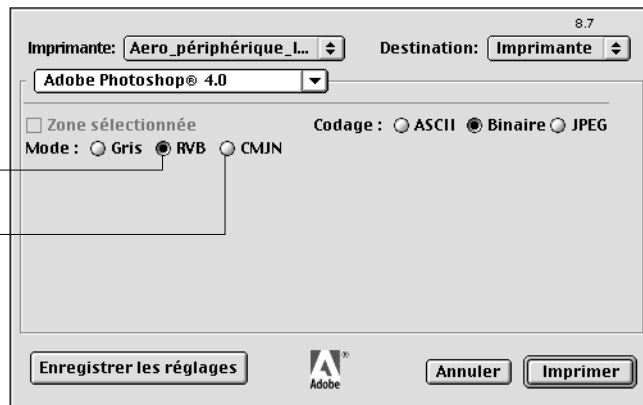 8.7
Imprimante: Aero_périphérique_I... Destination: Imprimante
Adobe Photoshop® 4.0
Zone sélectionnée Codage : ASCII Binaire JPEG
Mode : Gris RVB CMJN
Enregistrer les réglages Adobe ® Annuler Imprimer